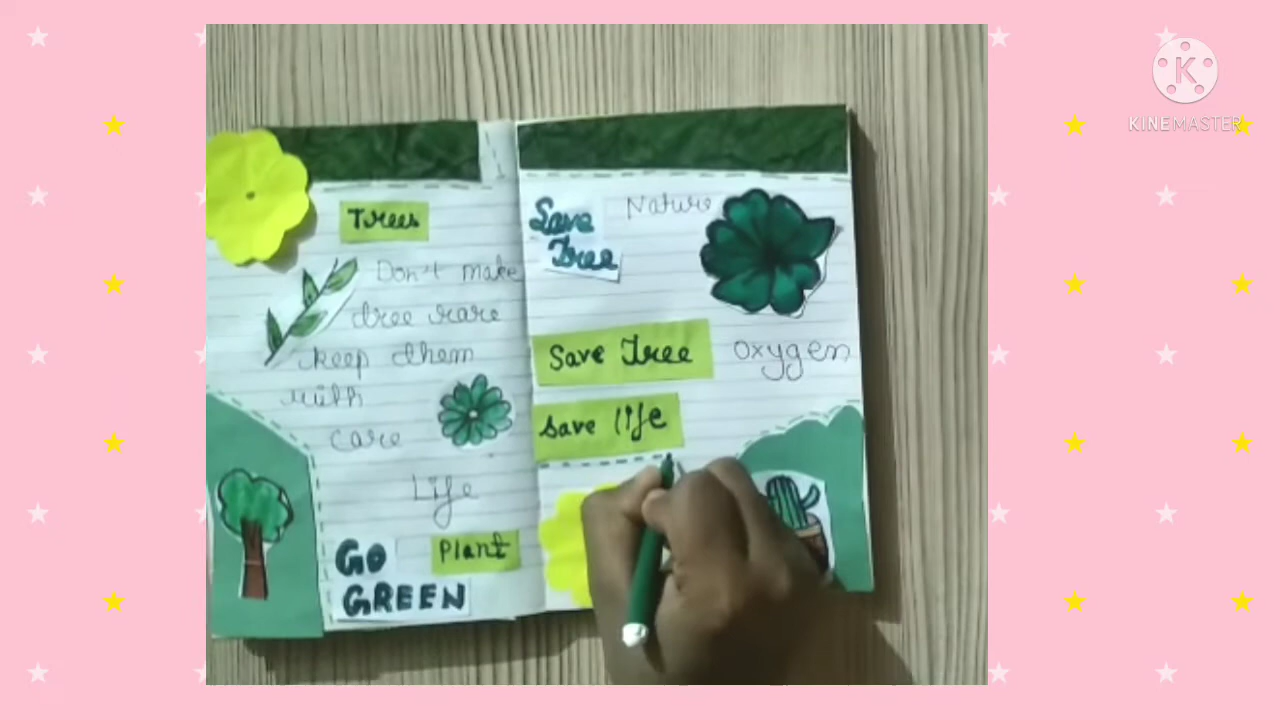 Trees
Don't make
tree rare
keep them
with
care
Life
GO
GREEN
Plant
Save
Tree
Nature
Save Tree
oxygen
save life
KINEMASTER